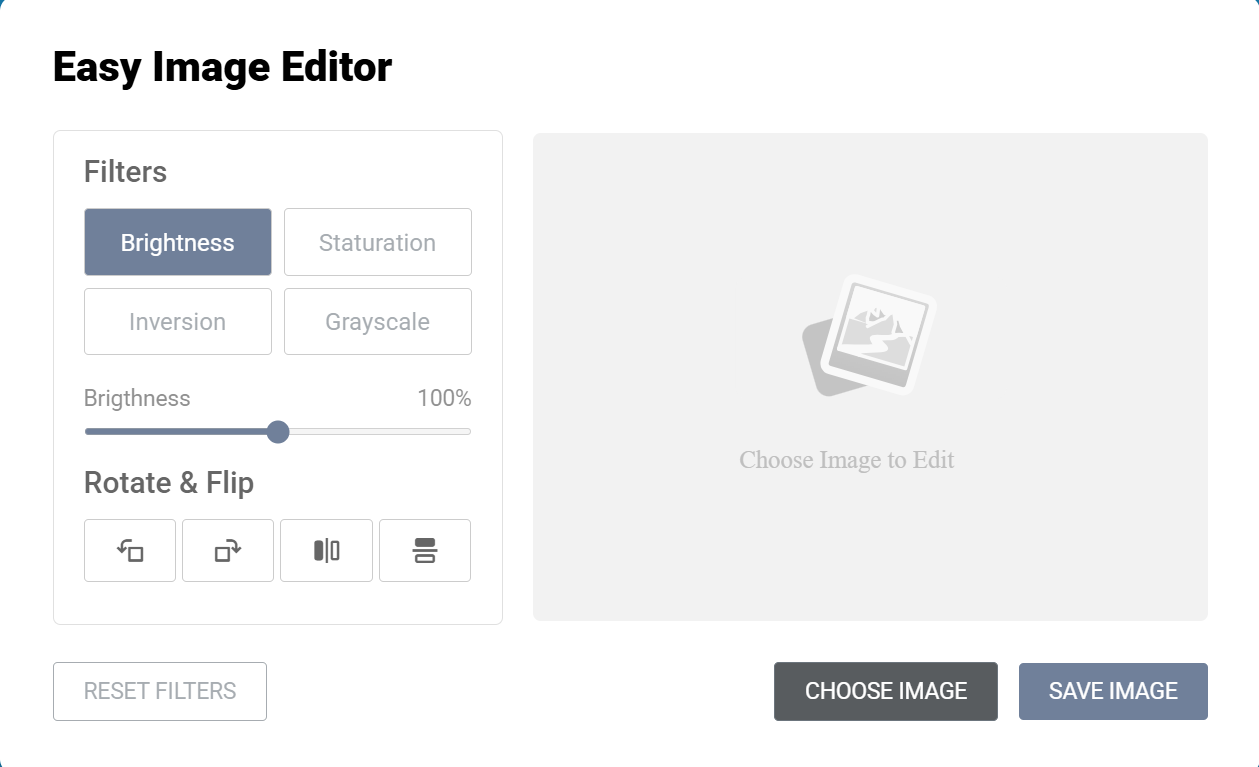 Easy Image Editor
Filters
Brightness
Staturation
Inversion
Grayscale
Brigthness 100%
Rotate & Flip
Choose Image to Edit
RESET FILTERS
CHOOSE IMAGE
SAVE IMAGE